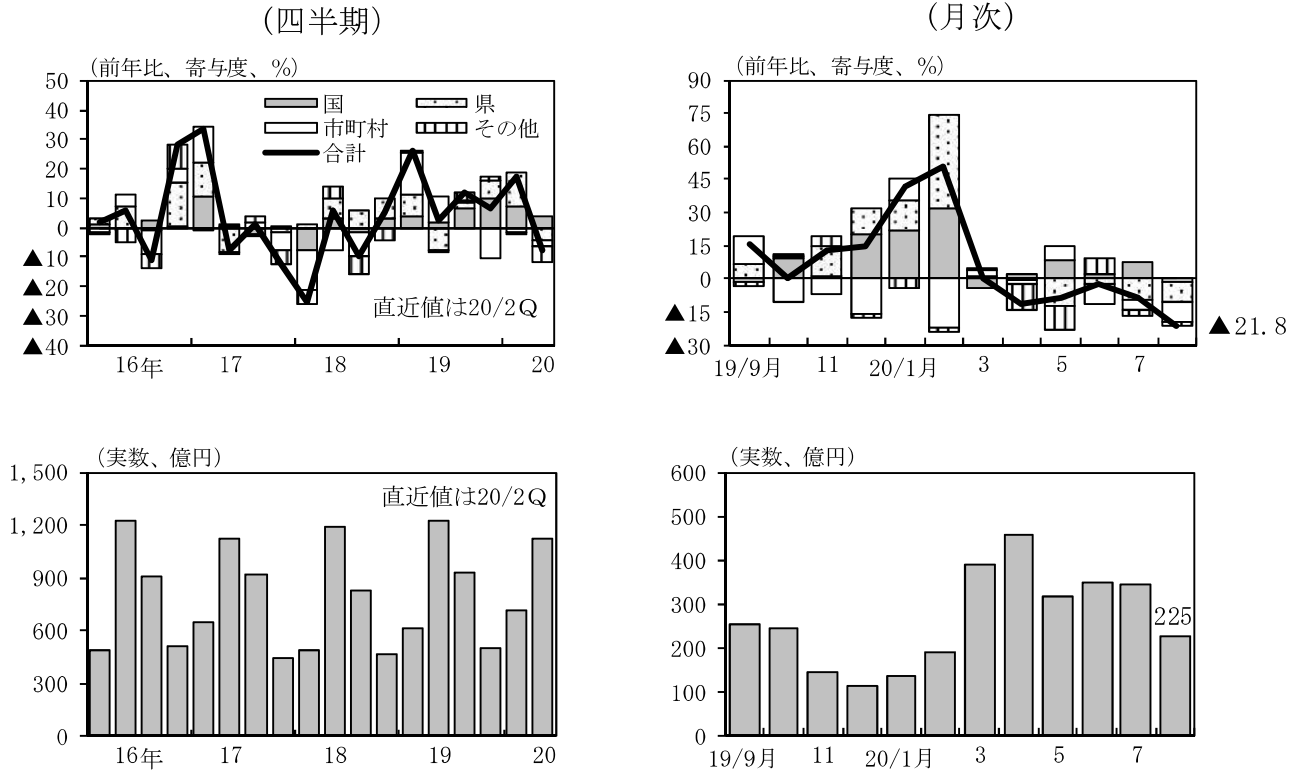 (四半期)
(前年比、寄与度、%)
50
40
30
20
10
0
▲10
▲20
▲30
▲40
国
県
市町村
その他
合計
直近値は20/2Q
16年 17 18 19 20
(月次)
(前年比、寄与度、%)
90
75
60
45
30
15
0
▲15
▲30
▲21.8
19/9月 11 20/1月 3 5 7
(実数、億円)
1,500
1,200
900
600
300
0
直近値は20/2Q
16年 17 18 19 20
(実数、億円)
600
500
400
300
200
100
0
225
19/9月 11 20/1月 3 5 7